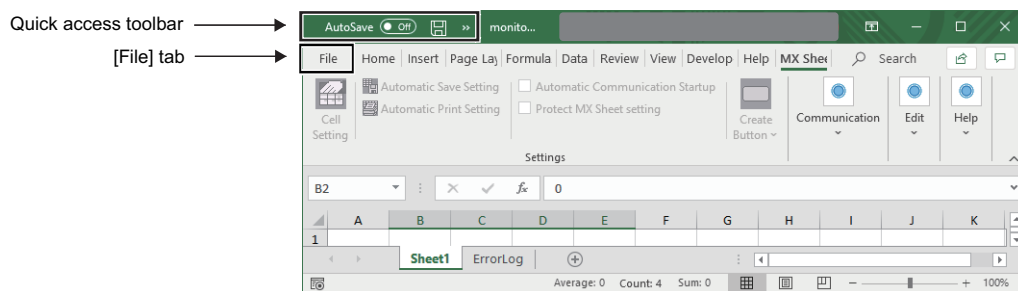 Quick access toolbar
AutoSave Off » monito...
[File] tab
File Home Insert Page Lay Formula Data Review View Develop Help MX Shee Search
Cell Setting
Automatic Save Setting
Automatic Print Setting
Automatic Communication Startup
Protect MX Sheet setting
Create Button
Communication
Edit
Help
Settings
B2 fx 0
A B C D E F G H I J K
1
Sheet1 ErrorLog
Average: 0 Count: 4 Sum: 0 100%